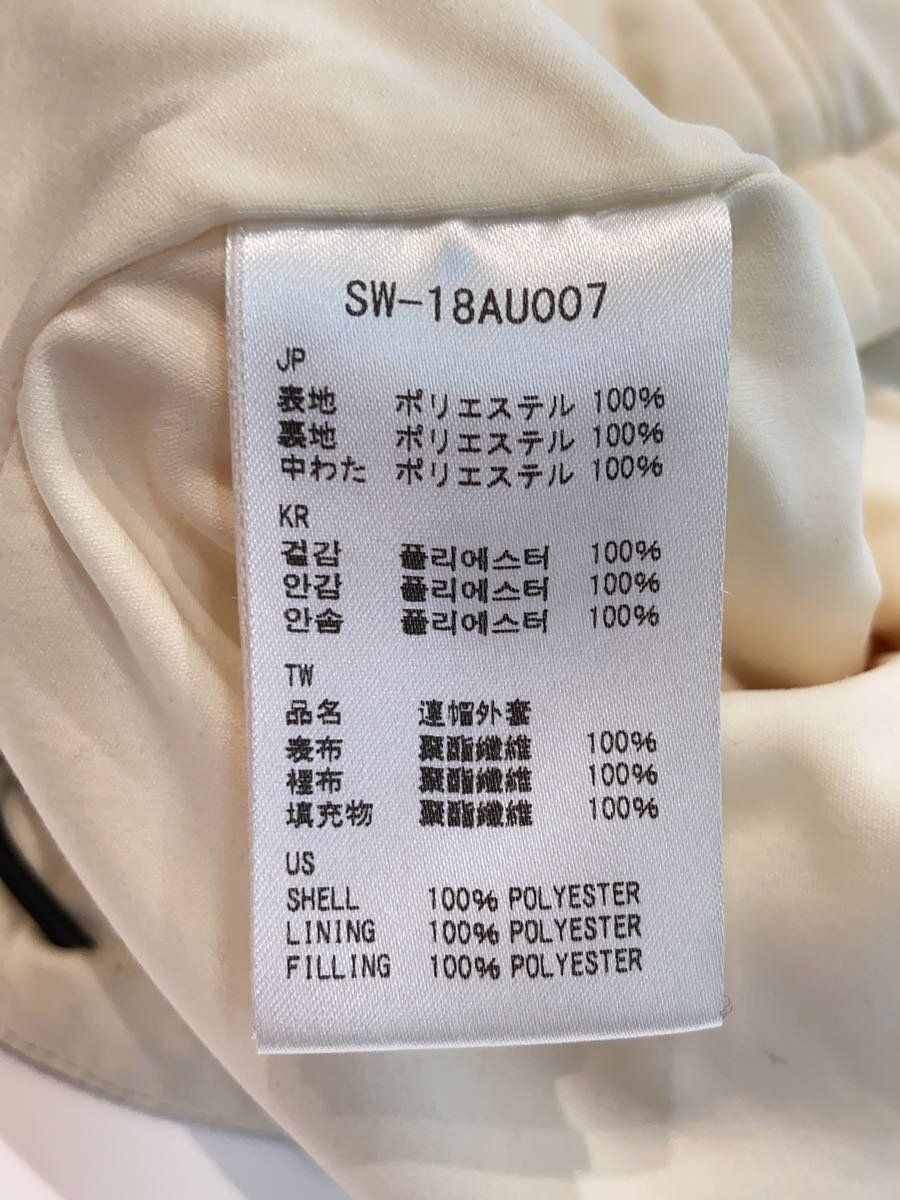 SW-18AU007
JP
表地 ポリエステル 100%
裏地 ポリエステル 100%
中わた ポリエステル 100%
KR
겉감 폴리에스터 100%
안감 폴리에스터 100%
안솜 폴리에스터 100%
TW
品名 連帽外套
表布 聚酯纖維 100%
裡布 聚酯纖維 100%
填充物 聚酯纖維 100%
US
SHELL 100% POLYESTER
LINING 100% POLYESTER
FILLING 100% POLYESTER